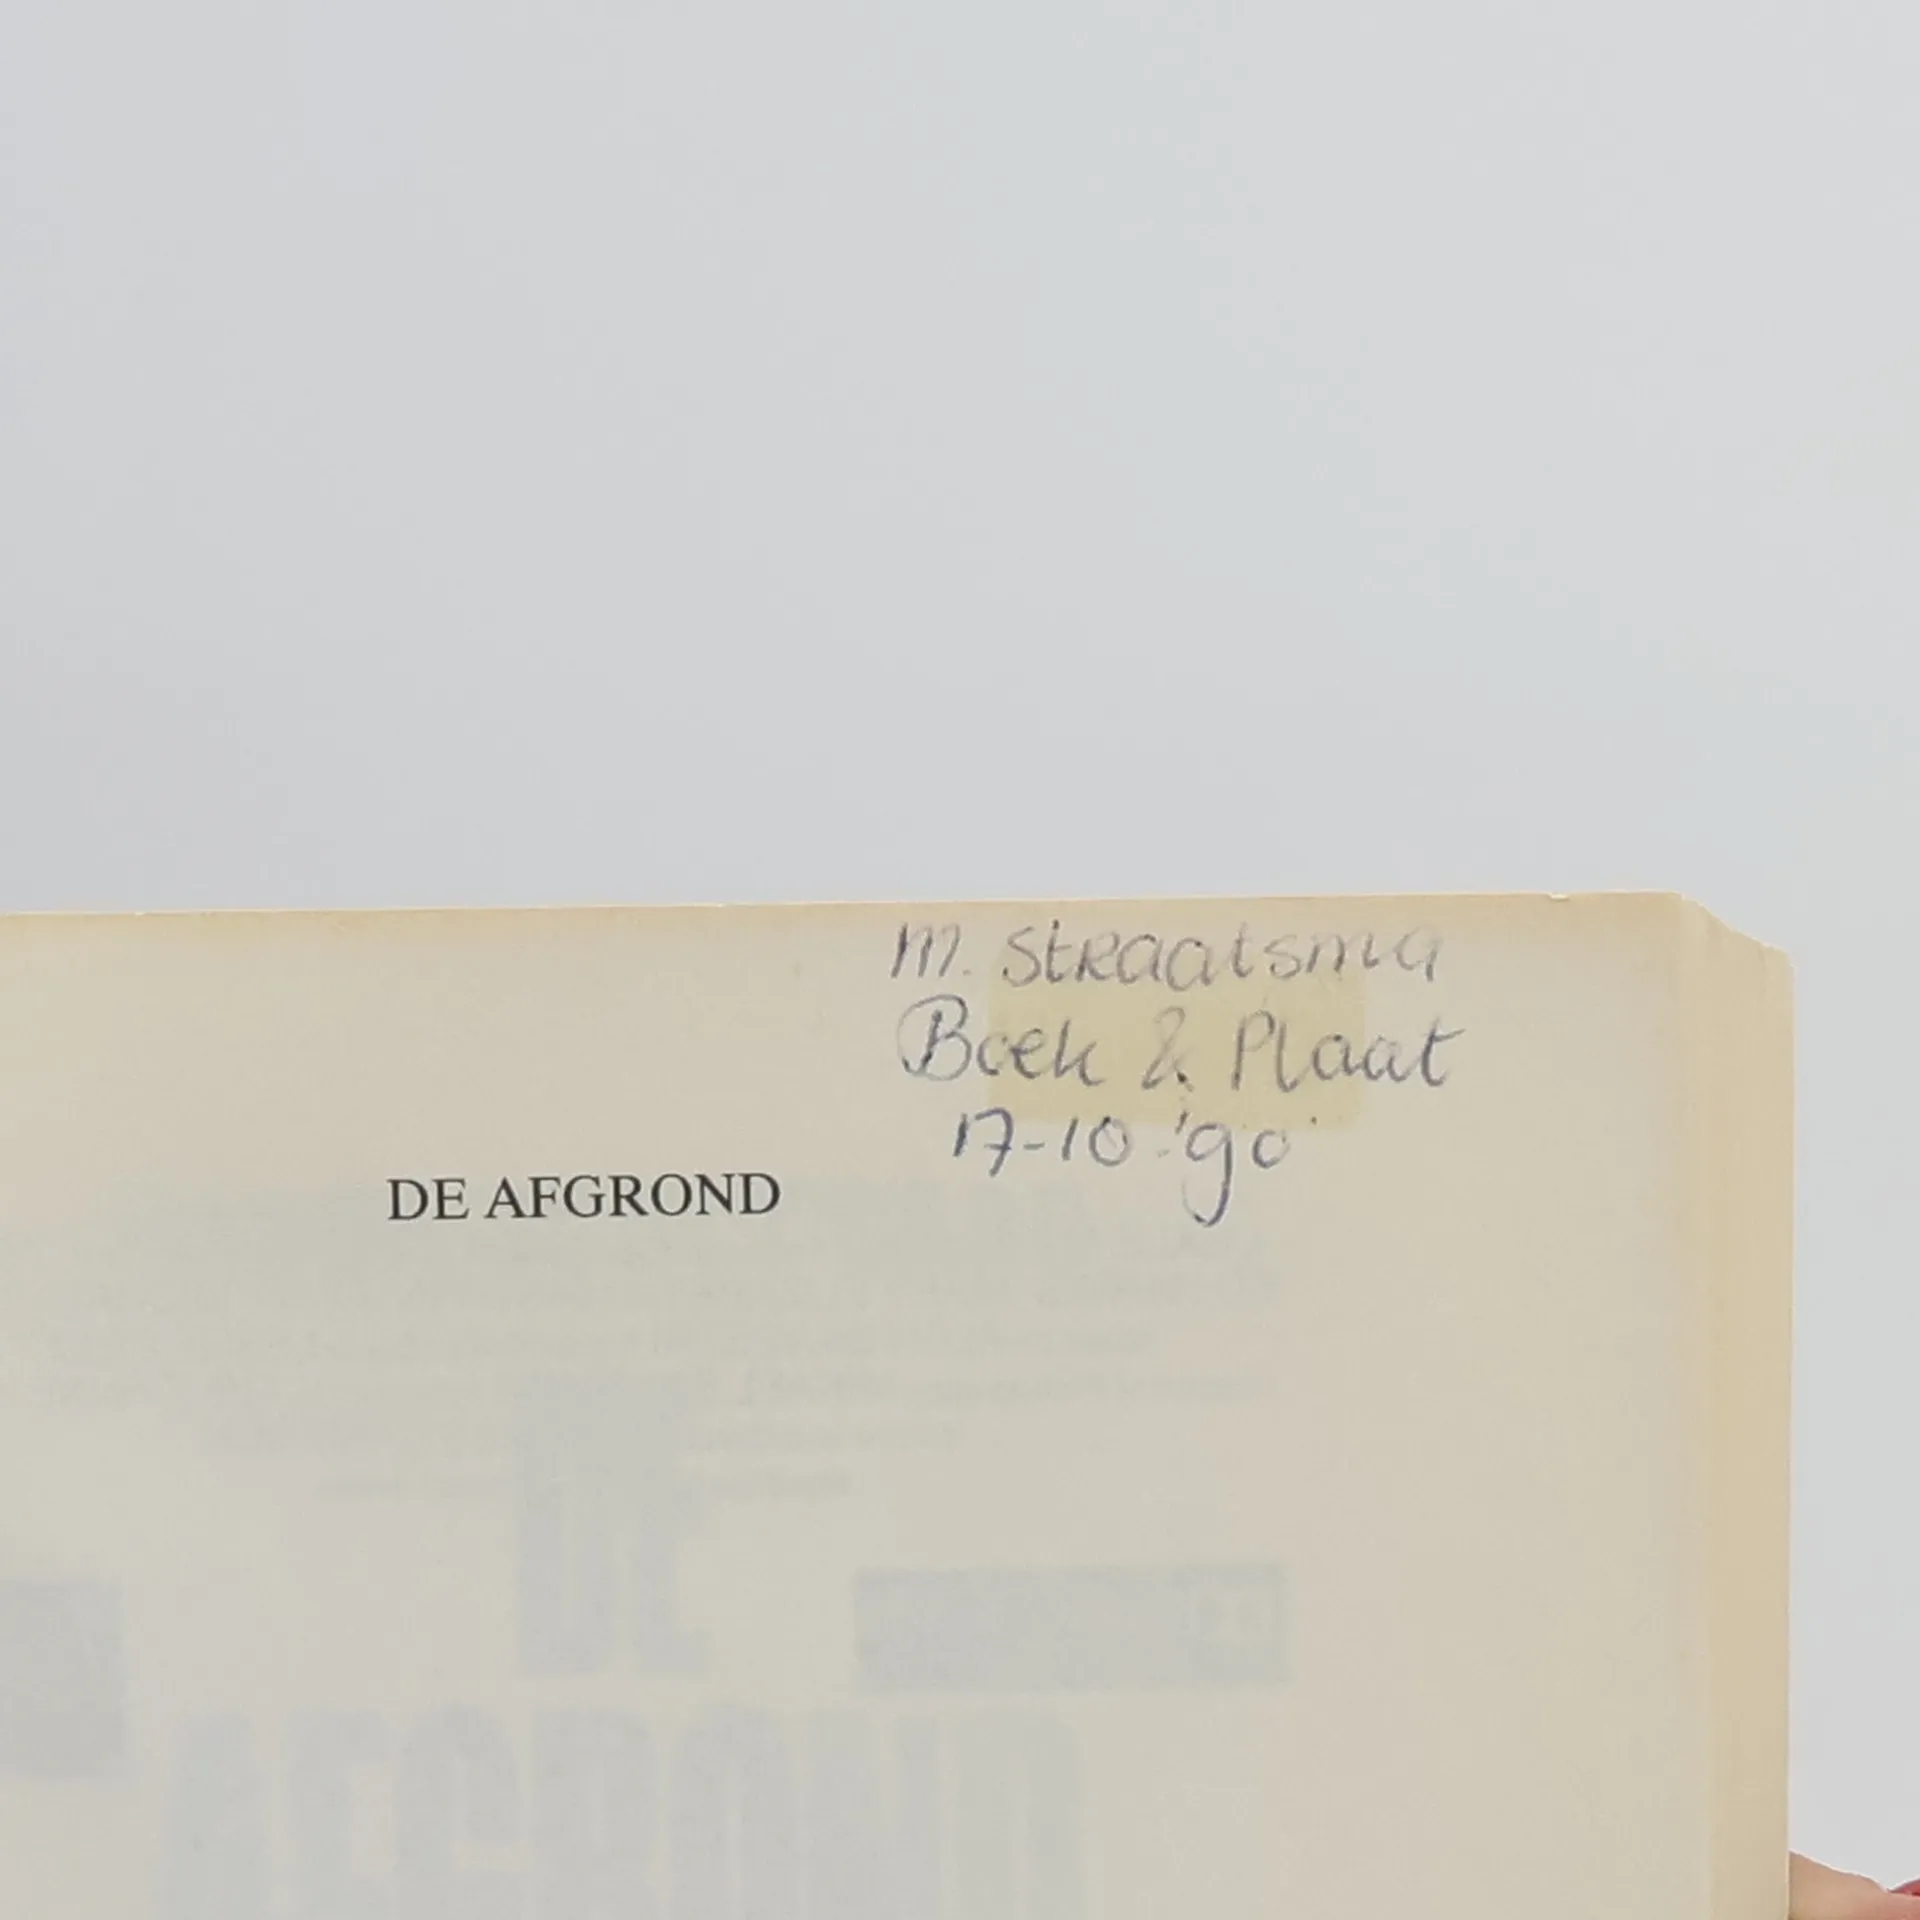 M. Straatsma
Boek & Plaat
17-10-'90
DE AFGROND